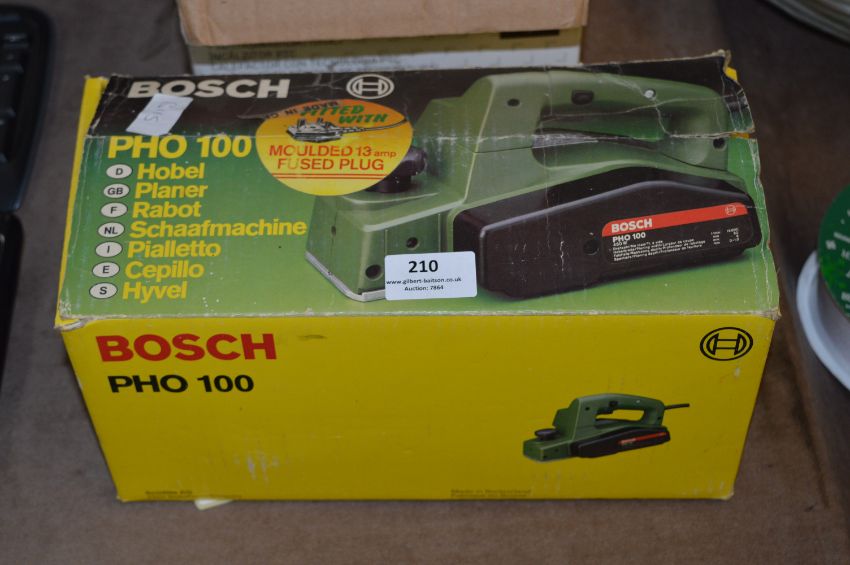 BOSCH
FITTED WITH
MOULDED 13 amp
FUSED PLUG
PHO 100
D Hobel
GB Planer
F Rabot
NL Schaafmachine
I Pialletto
E Cepillo
S Hyvel
BOSCH
PHO 100
210
www.gilbert-baitson.co.uk
Auction: 7864
BOSCH
PHO 100
BOSCH